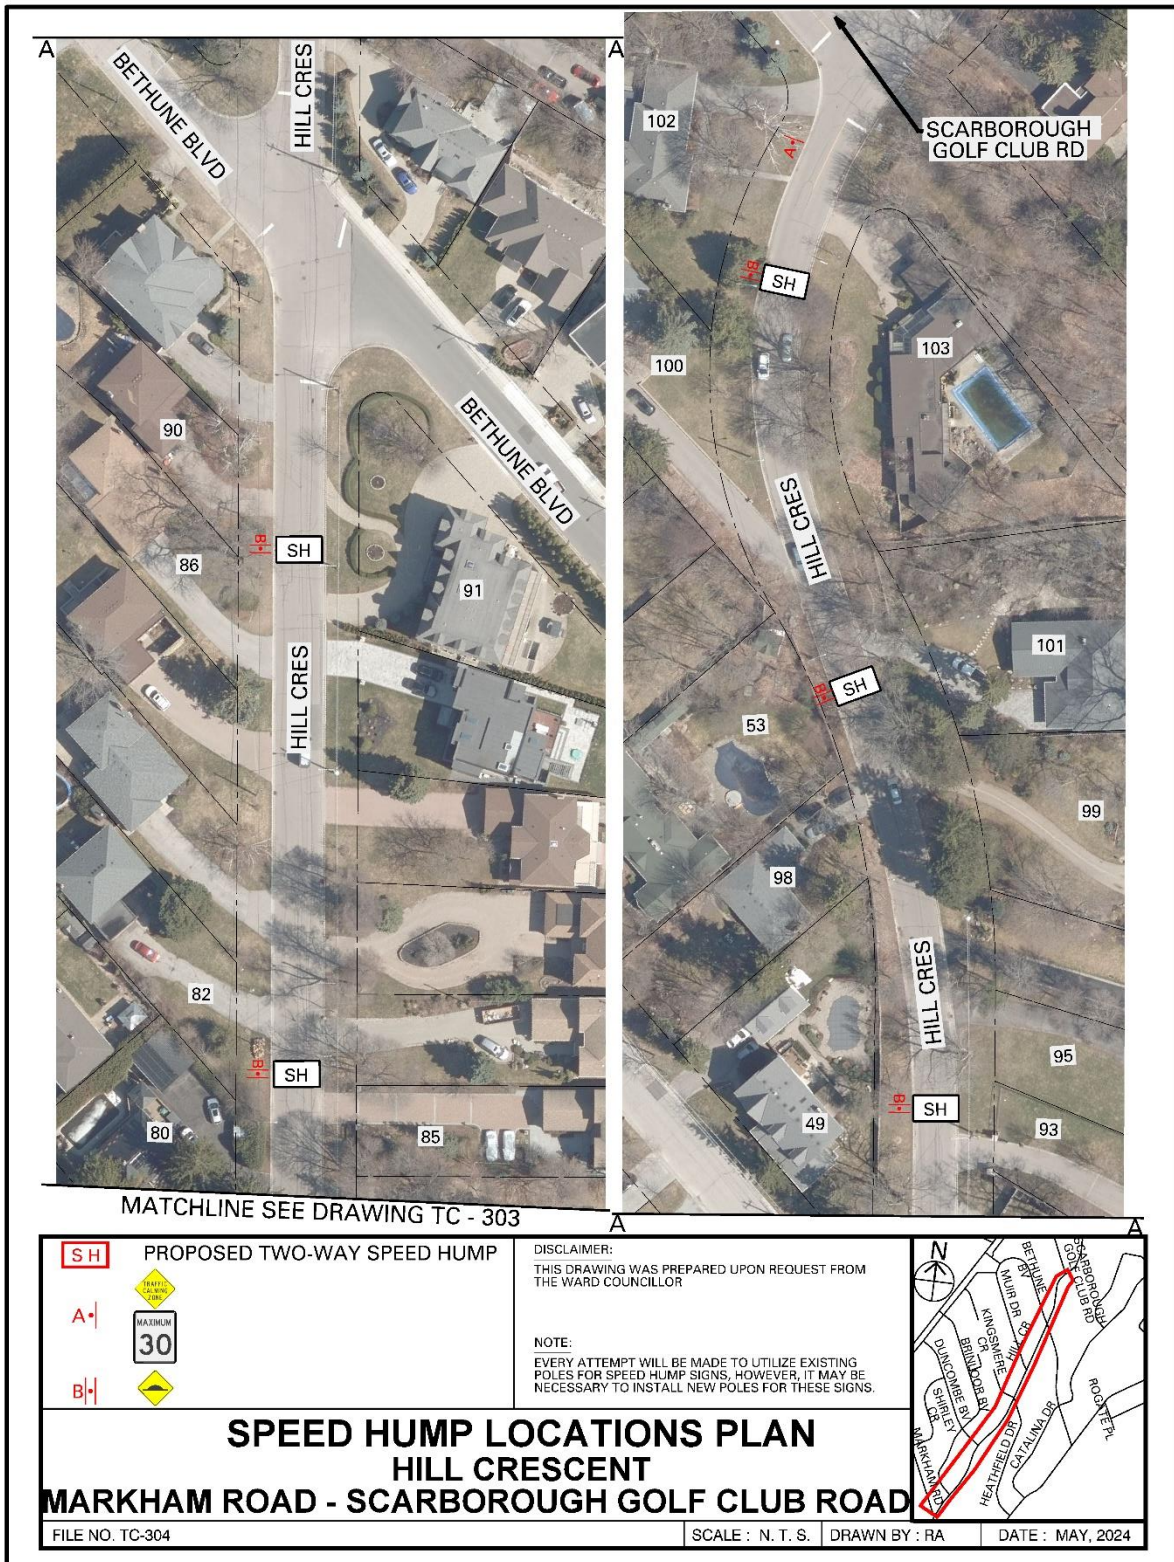 A
A
BETHUNE BLVD
HILL CRES
90
B
SH
86
91
BETHUNE BLVD
HILL CRES
82
B
SH
80
85
MATCHLINE SEE DRAWING TC - 303
SCARBOROUGH
GOLF CLUB RD
102
A
B
SH
100
103
HILL CRES
101
B
SH
53
99
98
HILL CRES
95
B
SH
93
49
A
A
SH
PROPOSED TWO-WAY SPEED HUMP
TRAFFIC
CALMING
ZONE
A
MAXIMUM
30
B
DISCLAIMER:
THIS DRAWING WAS PREPARED UPON REQUEST FROM
THE WARD COUNCILLOR
NOTE:
EVERY ATTEMPT WILL BE MADE TO UTILIZE EXISTING
POLES FOR SPEED HUMP SIGNS, HOWEVER, IT MAY BE
NECESSARY TO INSTALL NEW POLES FOR THESE SIGNS.
N
BETHUNE
BV
SCARBOROUGH
GOLF CLUB RD
MUIR DR
HILL CR
KINGSMERE
CR
BRINLOOR BV
DUNCOMBE BV
SHIRLEY
CR
MARKHAM RD
HEATHFIELD DR
CATALINA DR
ROGATE PL
SPEED HUMP LOCATIONS PLAN
HILL CRESCENT
MARKHAM ROAD - SCARBOROUGH GOLF CLUB ROAD
FILE NO. TC-304
SCALE : N. T. S.
DRAWN BY : RA
DATE : MAY, 2024